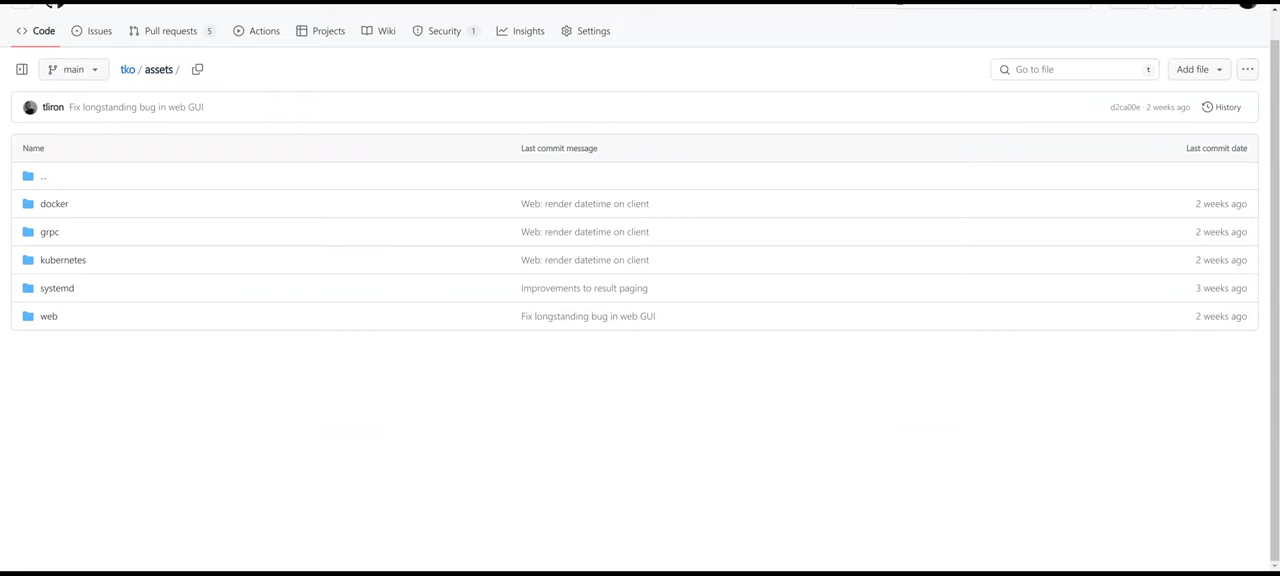 Code Issues Pull requests 5 Actions Projects Wiki Security 1 Insights Settings
main tko / assets / Go to file t Add file
tliron Fix longstanding bug in web GUI d2ca00e · 2 weeks ago History
Name Last commit message Last commit date
..
docker Web: render datetime on client 2 weeks ago
grpc Web: render datetime on client 2 weeks ago
kubernetes Web: render datetime on client 2 weeks ago
systemd Improvements to result paging 3 weeks ago
web Fix longstanding bug in web GUI 2 weeks ago